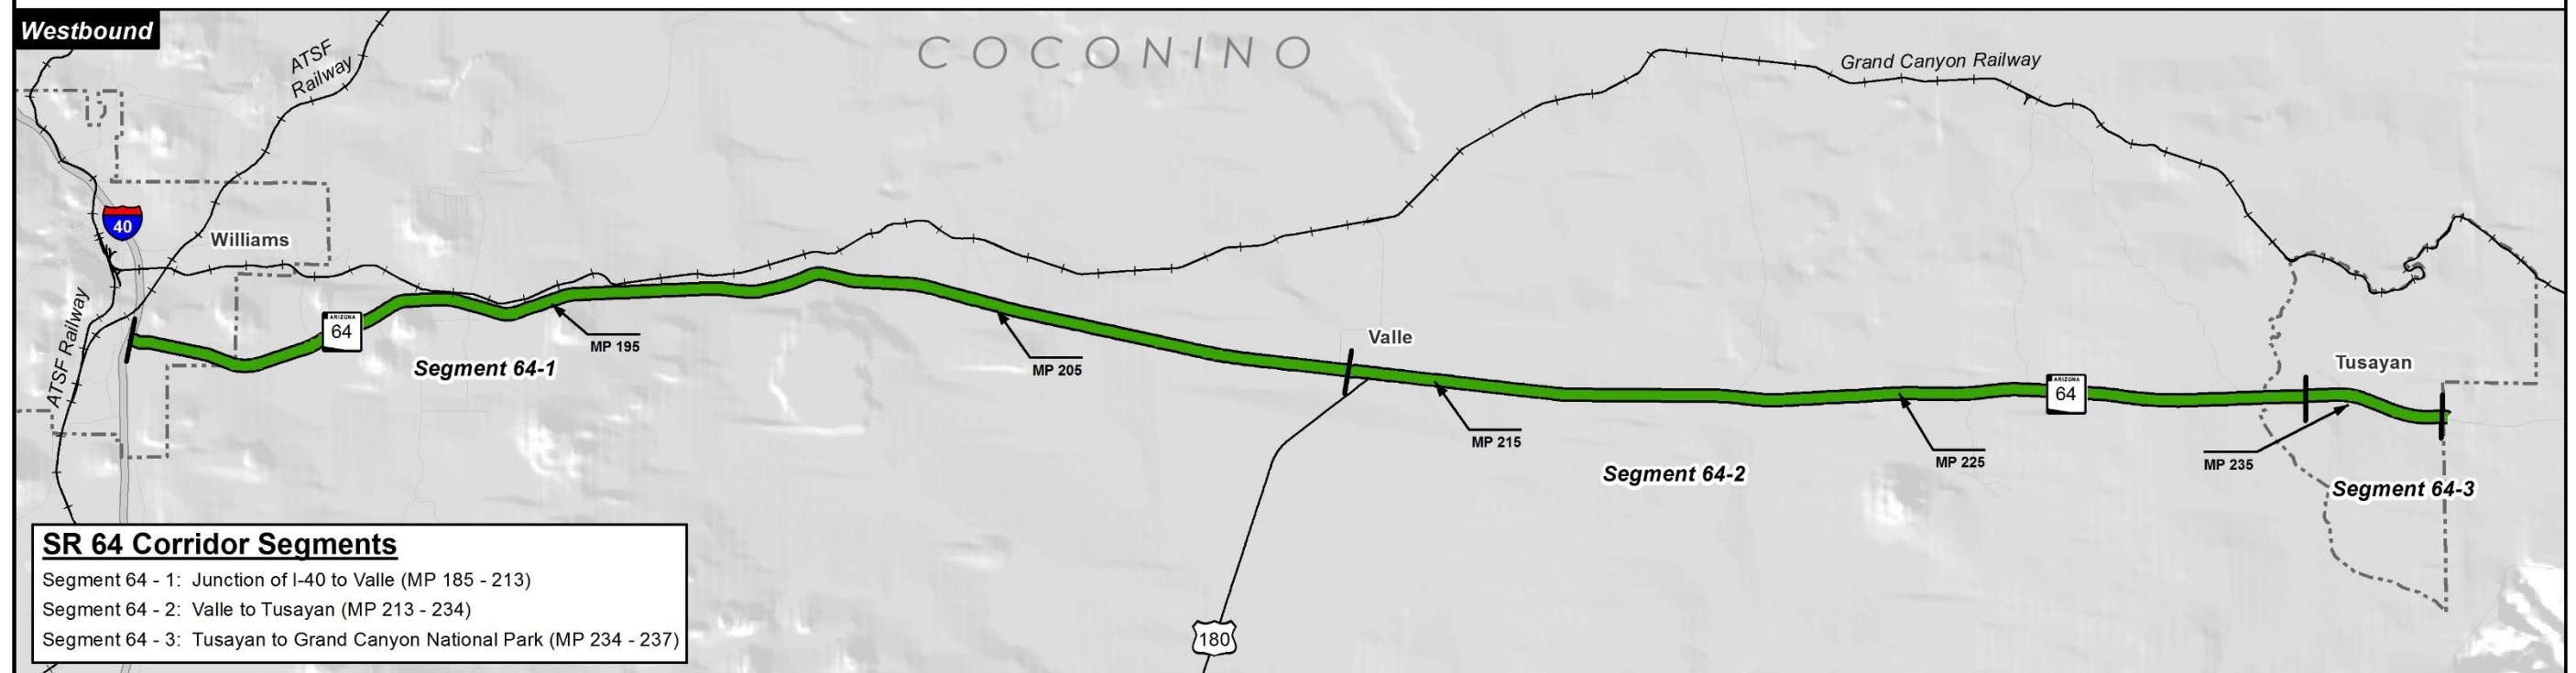 Westbound
COCONINO
ATSF
Railway
Grand Canyon Railway
40
Williams
ATSF Railway
ARIZONA
64
Segment 64-1
MP 195
MP 205
Valle
MP 215
Segment 64-2
MP 225
ARIZONA
64
MP 235
Tusayan
Segment 64-3
180
SR 64 Corridor Segments
Segment 64 - 1: Junction of I-40 to Valle (MP 185 - 213)
Segment 64 - 2: Valle to Tusayan (MP 213 - 234)
Segment 64 - 3: Tusayan to Grand Canyon National Park (MP 234 - 237)